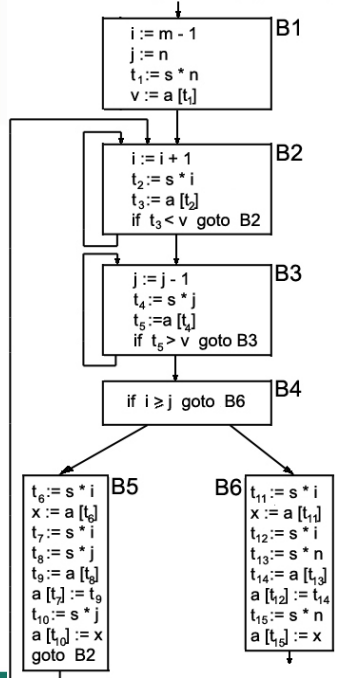 B1
i := m - 1
j := n
t₁:= s * n
v := a [t₁]
B2
i := i + 1
t₂:= s * i
t₃:= a [t₂]
if t₃< v goto B2
B3
j := j - 1
t₄:= s * j
t₅:=a [t₄]
if t₅> v goto B3
B4
if i ⩾ j goto B6
B5
t₆:= s * i
x := a [t₆]
t₇:= s * i
t₈:= s * j
t₉:= a [t₈]
a [t₇] := t₉
t₁₀:= s * j
a [t₁₀] := x
goto B2
B6
t₁₁:= s * i
x := a [t₁₁]
t₁₂:= s * i
t₁₃:= s * n
t₁₄:= a [t₁₃]
a [t₁₂] := t₁₄
t₁₅:= s * n
a [t₁₅] := x